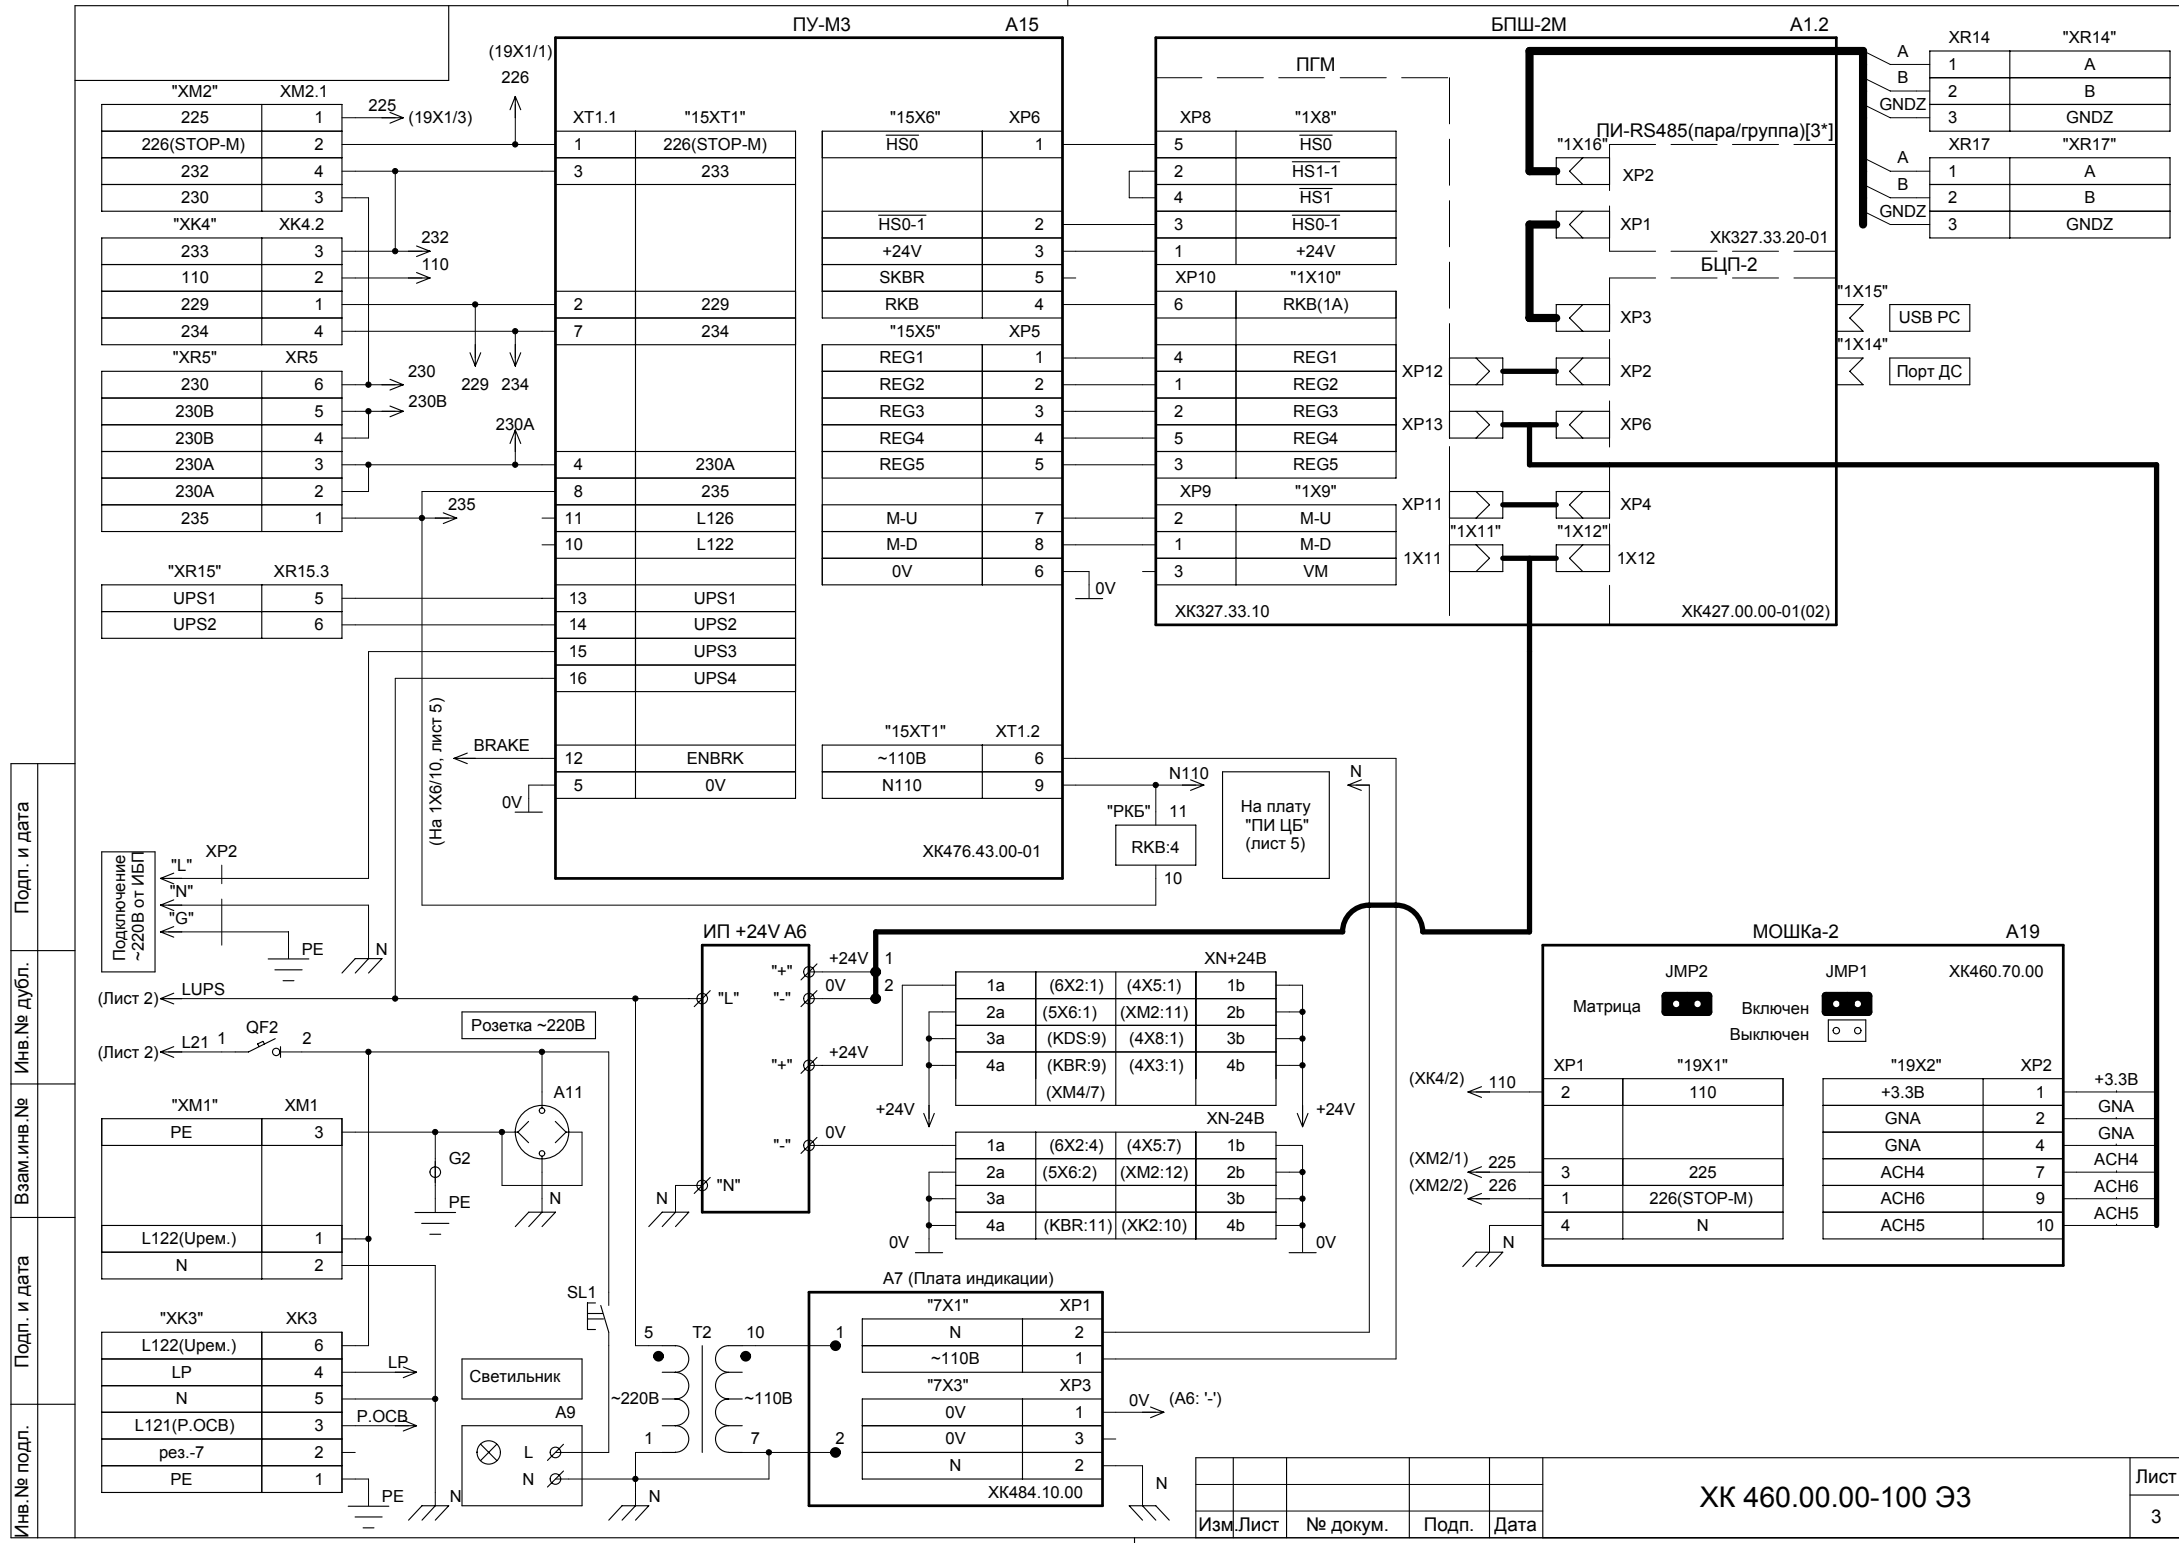 ПУ-М3 А15
"XM2" XM2.1
225 1
226(STOP-M) 2
232 4
230 3
"XK4" XK4.2
233 3
110 2
229 1
234 4
"XR5" XR5
230 6
230B 5
230B 4
230A 3
230A 2
235 1
"XR15" XR15.3
UPS1 5
UPS2 6
225
(19X1/3)
(19X1/1)
226
232
110
229
234
230
230B
230A
235
XT1.1 "15XT1"
1 226(STOP-M)
3 233
2 229
7 234
4 230A
8 235
11 L126
10 L122
13 UPS1
14 UPS2
15 UPS3
16 UPS4
12 ENBRK
5 0V
BRAKE
0V
(На 1X6/10, лист 5)
"15X6" XP6
HS0 1
HS0-1 2
+24V 3
SKBR 5
RKB 4
"15X5" XP5
REG1 1
REG2 2
REG3 3
REG4 4
REG5 5
M-U 7
M-D 8
0V 6
0V
"15XT1" XT1.2
~110В 6
N110 9
ХК476.43.00-01
БПШ-2М А1.2
ПГМ
XP8 "1X8"
5 HS0
2 HS1-1
4 HS1
3 HS0-1
1 +24V
XP10 "1X10"
6 RKB(1A)
4 REG1
1 REG2
2 REG3
5 REG4
3 REG5
XP9 "1X9"
2 M-U
1 M-D
3 VM
ХК327.33.10
XP12
XP13
XP11
"1X11"
1X11
ПИ-RS485(пара/группа)[3*]
"1X16"
XP2
XP1
ХК327.33.20-01
БЦП-2
XP3
XP2
XP6
XP4
"1X12"
1X12
ХК427.00.00-01(02)
"1X15"
USB PC
"1X14"
Порт ДС
XR14 "XR14"
A 1 A
B 2 B
GNDZ 3 GNDZ
XR17 "XR17"
A 1 A
B 2 B
GNDZ 3 GNDZ
N110
"РКБ" 11
RKB:4
10
На плату
"ПИ ЦБ"
(лист 5)
N
Подключение
~220В от ИБП
XP2
"L"
"N"
"G"
PE
N
(Лист 2) LUPS
(Лист 2) L21 1 QF2 2
Розетка ~220В
A11
"XM1" XM1
PE 3
L122(Uрем.) 1
N 2
G2
PE
N
"XK3" XK3
L122(Uрем.) 6
LP 4
N 5
L121(Р.ОСВ) 3
рез.-7 2
PE 1
LP
Р.ОСВ
PE
N
SL1
Светильник
A9
L
N
N
ИП +24V А6
"L"
"N"
N
"+" +24V 1
"-" 0V 2
"+" +24V
"-" 0V
XN+24В
1a (6X2:1) (4X5:1) 1b
2a (5X6:1) (XM2:11) 2b
3a (KDS:9) (4X8:1) 3b
4a (KBR:9) (4X3:1) 4b
(XM4/7)
+24V
+24V
XN-24В
1a (6X2:4) (4X5:7) 1b
2a (5X6:2) (XM2:12) 2b
3a 3b
4a (KBR:11) (XK2:10) 4b
0V
0V
5 T2 10
~220В ~110В
1 7
А7 (Плата индикации)
1
2
"7X1" XP1
N 2
~110В 1
"7X3" XP3
0V 1
0V 3
N 2
ХК484.10.00
0V (А6: '-')
N
МОШКа-2 А19
JMP2 JMP1 ХК460.70.00
Матрица Включен
Выключен
XP1 "19X1"
2 110
3 225
1 226(STOP-M)
4 N
(XK4/2) 110
(XM2/1) 225
(XM2/2) 226
N
"19X2" XP2
+3.3В 1
GNA 2
GNA 4
ACH4 7
ACH6 9
ACH5 10
+3.3В
GNA
GNA
ACH4
ACH6
ACH5
Подп. и дата
Инв.№ дубл.
Взам.инв.№
Подп. и дата
Инв.№ подл.
Изм. Лист № докум. Подп. Дата
ХК 460.00.00-100 Э3
Лист
3